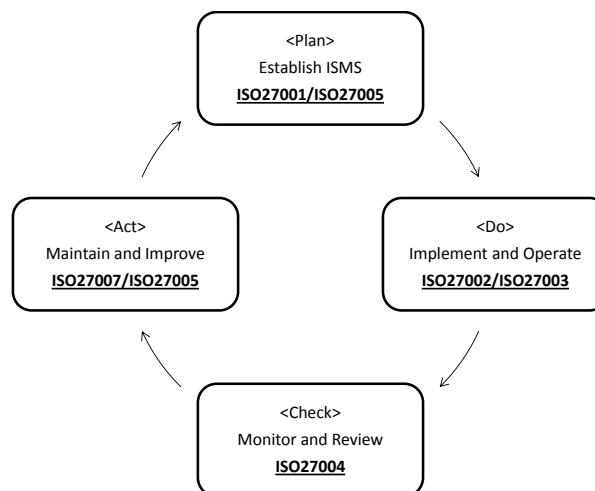 <Plan>
Establish ISMS
ISO27001/ISO27005
<Act>
Maintain and Improve
ISO27007/ISO27005
<Do>
Implement and Operate
ISO27002/ISO27003
<Check>
Monitor and Review
ISO27004